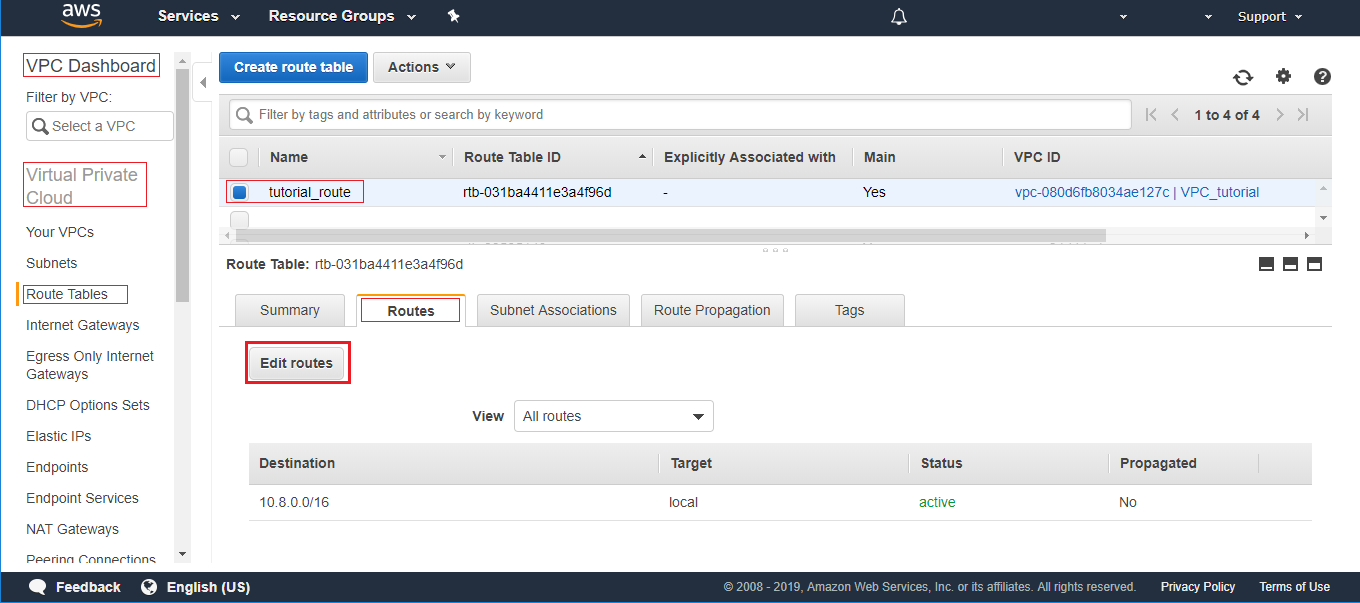 aws Services Resource Groups Support
VPC Dashboard
Filter by VPC:
Select a VPC
Virtual Private
Cloud
Your VPCs
Subnets
Route Tables
Internet Gateways
Egress Only Internet
Gateways
DHCP Options Sets
Elastic IPs
Endpoints
Endpoint Services
NAT Gateways
Peering Connections
Create route table Actions
Filter by tags and attributes or search by keyword 1 to 4 of 4
Name Route Table ID Explicitly Associated with Main VPC ID
tutorial_route rtb-031ba4411e3a4f96d - Yes vpc-080d6fb8034ae127c | VPC_tutorial
Route Table: rtb-031ba4411e3a4f96d
Summary Routes Subnet Associations Route Propagation Tags
Edit routes
View All routes
Destination Target Status Propagated
10.8.0.0/16 local active No
Feedback English (US) © 2008 - 2019, Amazon Web Services, Inc. or its affiliates. All rights reserved. Privacy Policy Terms of Use